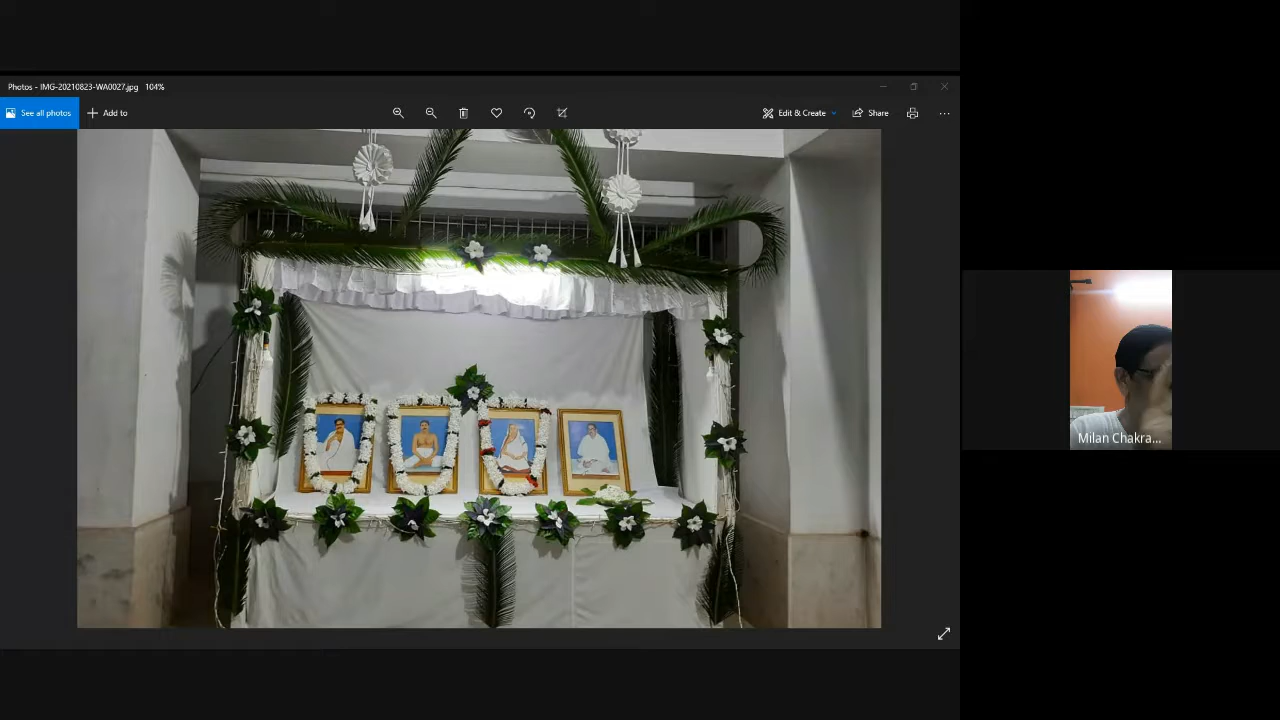 Photos - IMG-20210823-WA0027.jpg 104%
See all photos
Add to
Edit & Create
Share
Milan Chakra...